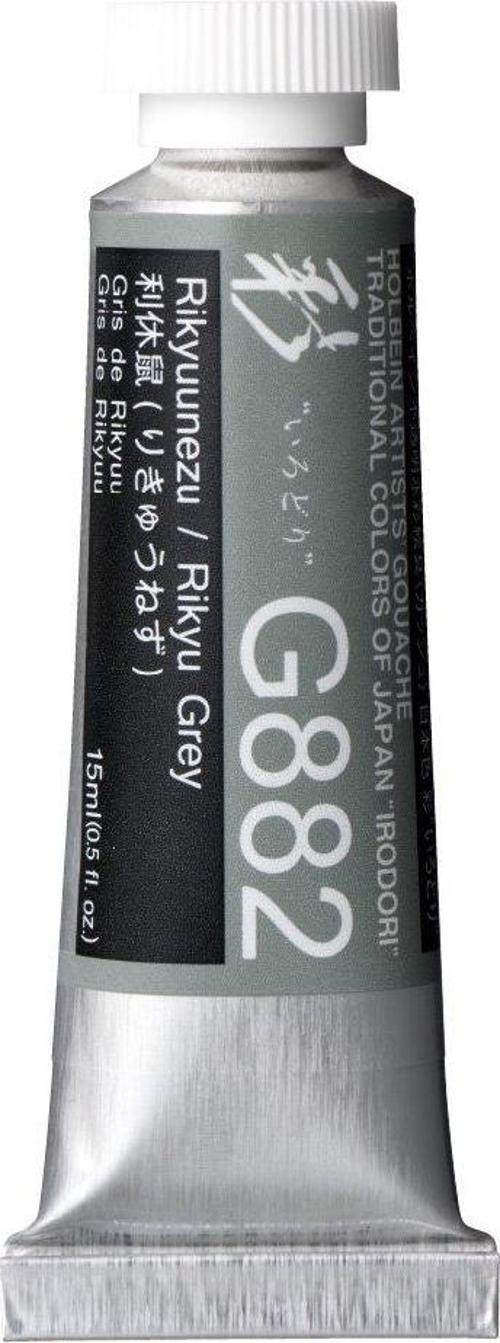 HOLBEIN ARTISTS' GOUACHE
TRADITIONAL COLORS OF JAPAN "IRODORI"
彩 "いろどり" G882
Rikyuunezu / Rikyu Grey
利休鼠 (りきゅうねず)
Gris de Rikyuu
Gris de Rikyuu
15ml(0.5 fl. oz.)